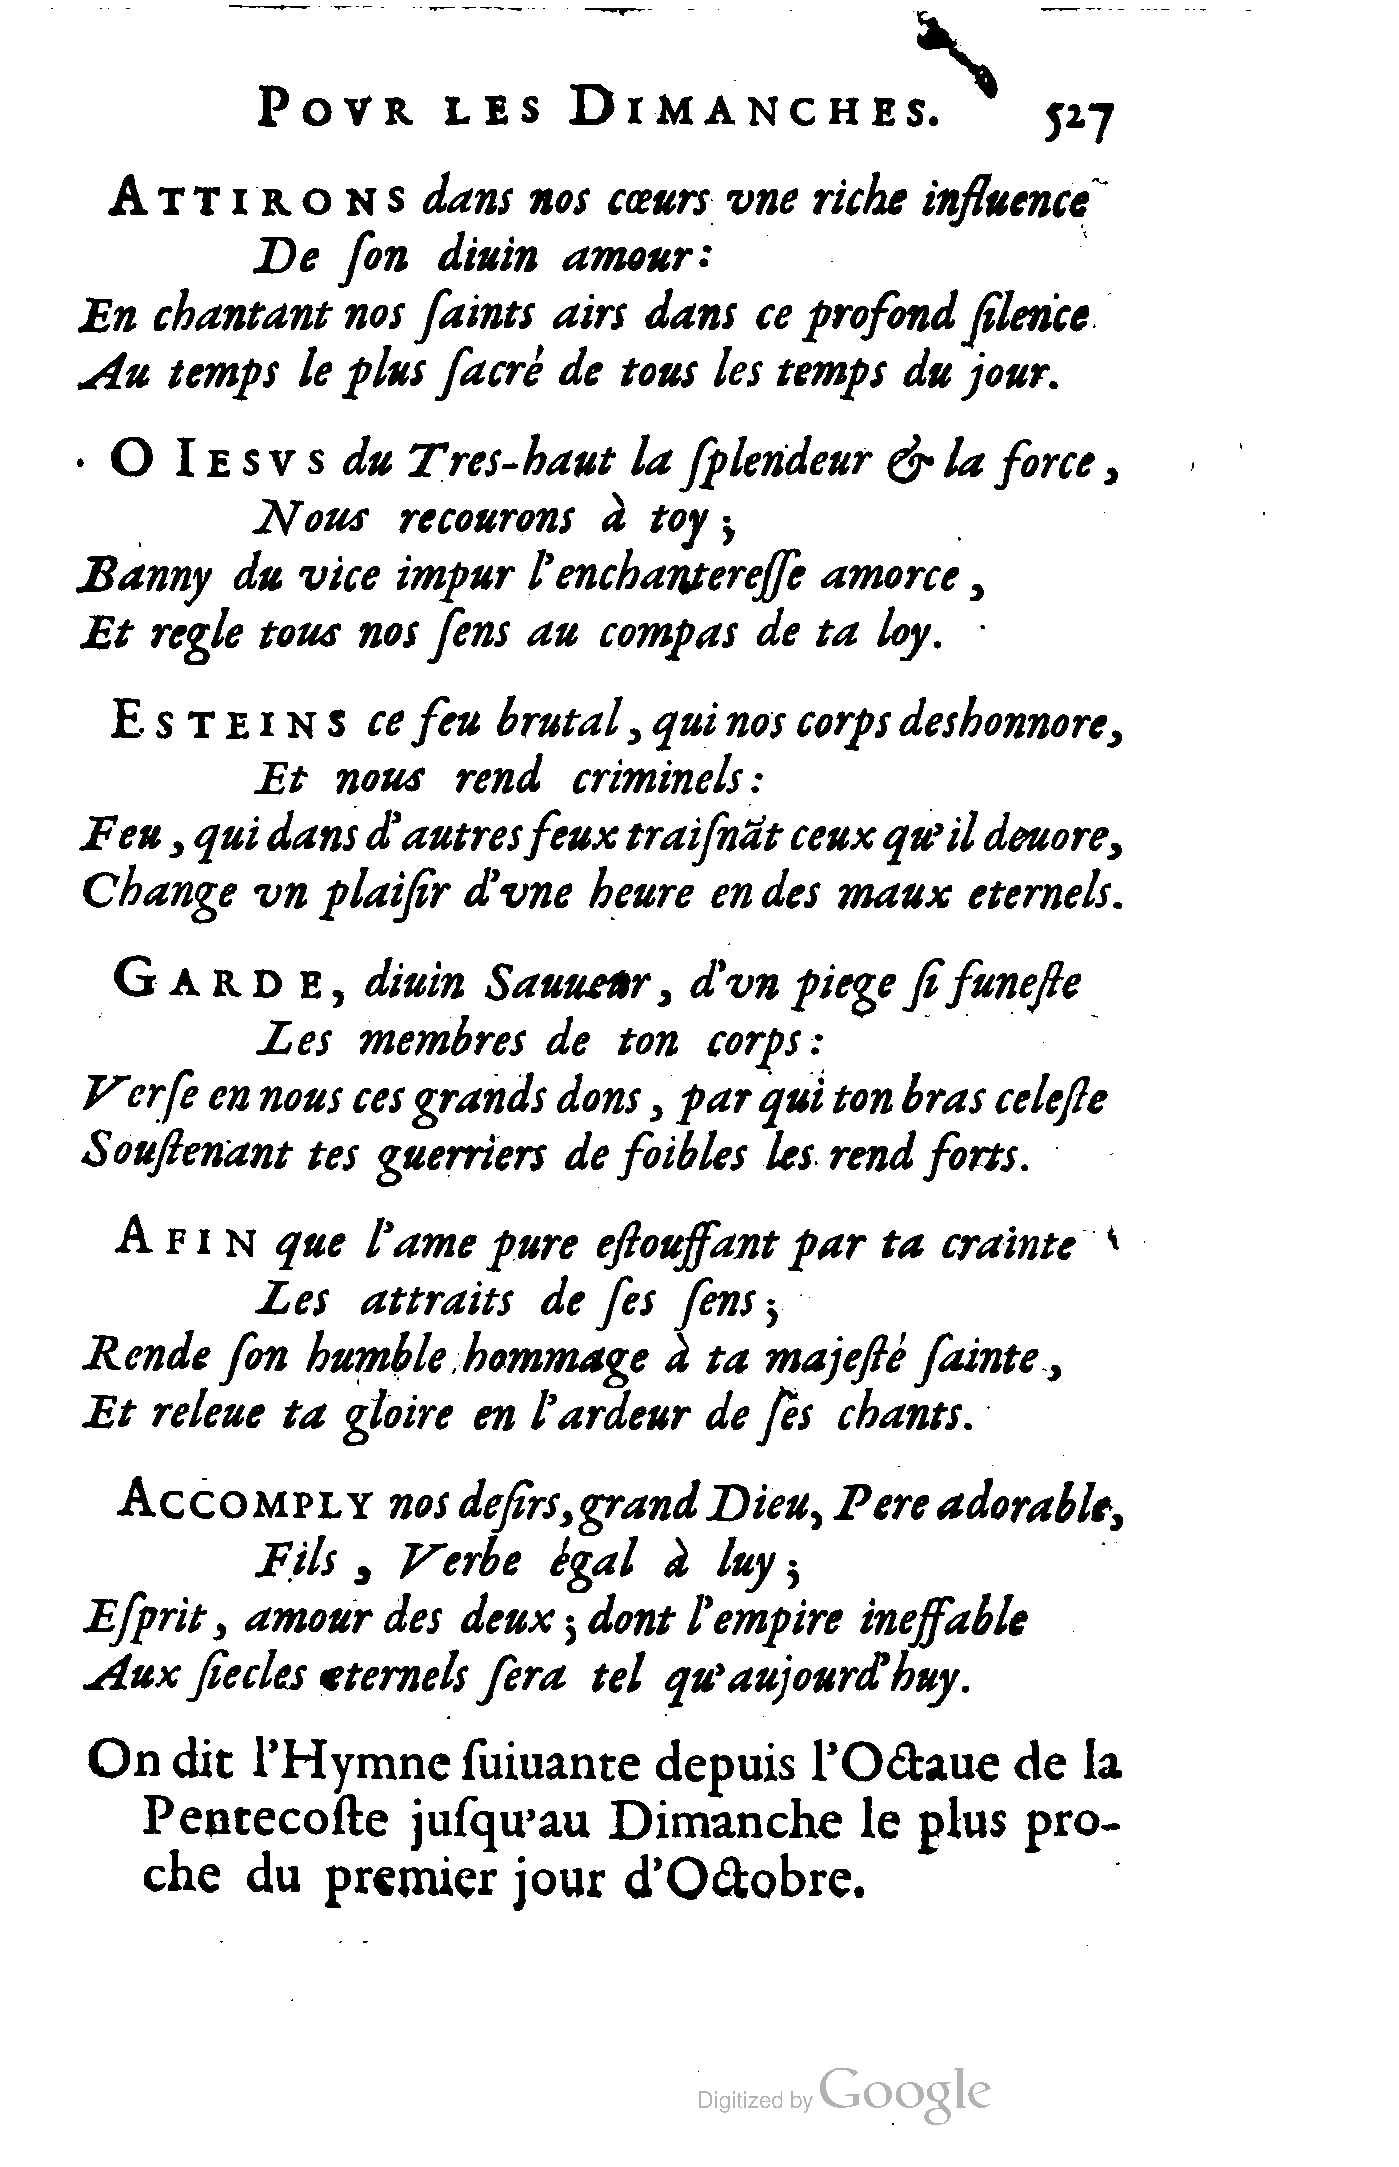 POVR LES DIMANCHES. 527
ATTIRONS dans nos cœurs vne riche influence
De ſon diuin amour:
En chantant nos ſaints airs dans ce profond ſilence
Au temps le plus ſacré de tous les temps du jour.
O IESVS du Tres-haut la ſplendeur & la force,
Nous recourons à toy;
Banny du vice impur l'enchantereſſe amorce,
Et regle tous nos ſens au compas de ta loy.
ESTEINS ce feu brutal, qui nos corps deshonnore,
Et nous rend criminels:
Feu, qui dans d'autres feux traiſnãt ceux qu'il deuore,
Change vn plaiſir d'vne heure en des maux eternels.
GARDE, diuin Sauueur, d'vn piege ſi funeſte
Les membres de ton corps:
Verſe en nous ces grands dons, par qui ton bras celeſte
Souſtenant tes guerriers de foibles les rend forts.
AFIN que l'ame pure eſtouffant par ta crainte
Les attraits de ſes ſens;
Rende ſon humble hommage à ta majeſté ſainte,
Et releue ta gloire en l'ardeur de ſes chants.
ACCOMPLY nos deſirs, grand Dieu, Pere adorable,
Fils, Verbe égal à luy;
Eſprit, amour des deux; dont l'empire ineffable
Aux ſiecles eternels ſera tel qu'aujourd'huy.
On dit l'Hymne ſuiuante depuis l'Octaue de la
Pentecoſte juſqu'au Dimanche le plus pro-
che du premier jour d'Octobre.
Digitized by Google